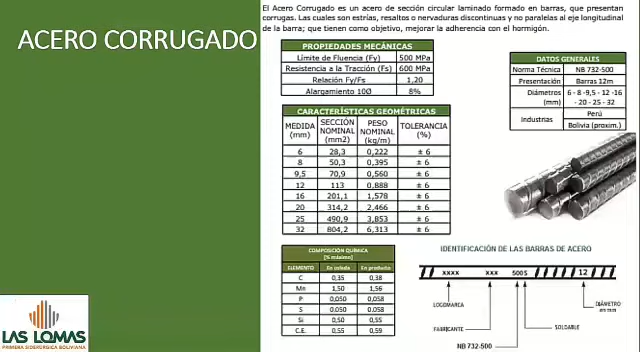 ACERO CORRUGADO
El Acero Corrugado es un acero de sección circular laminado formado en barras, que presentan
corrugas. Las cuales son estrías, resaltos o nervaduras discontinuas y no paralelas al eje longitudinal
de la barra; que tienen como objetivo, mejorar la adherencia con el hormigón.
PROPIEDADES MECÁNICAS
Límite de Fluencia (Fy) 500 MPa
Resistencia a la Tracción (Fs) 600 MPa
Relación Fy/Fs 1,20
Alargamiento 10Ø 8%
DATOS GENERALES
Norma Técnica NB 732-500
Presentación Barras 12m
Diámetros (mm) 6 - 8 -9,5 - 12 -16
- 20 - 25 - 32
Industrias Perú
Bolivia (proxim.)
CARACTERÍSTICAS GEOMÉTRICAS
MEDIDA (mm) SECCIÓN NOMINAL (mm2) PESO NOMINAL (kg/m) TOLERANCIA (%)
6 28,3 0,222 ± 6
8 50,3 0,395 ± 6
9,5 70,9 0,560 ± 6
12 113 0,888 ± 6
16 201,1 1,578 ± 6
20 314,2 2,466 ± 6
25 490,9 3,853 ± 6
32 804,2 6,313 ± 6
COMPOSICIÓN QUÍMICA
[% máximo]
ELEMENTO En colada En producto
C 0,35 0,38
Mn 1,50 1,56
P 0,050 0,058
S 0,050 0,058
Si 0,50 0,55
C.E. 0,55 0,59
IDENTIFICACIÓN DE LAS BARRAS DE ACERO
XXXX XXX 500S 12
LOGOMARCA
DIÁMETRO
en mm
FABRICANTE
SOLDABLE
NB 732-500
LAS LOMAS
PRIMERA SIDERÚRGICA BOLIVIANA